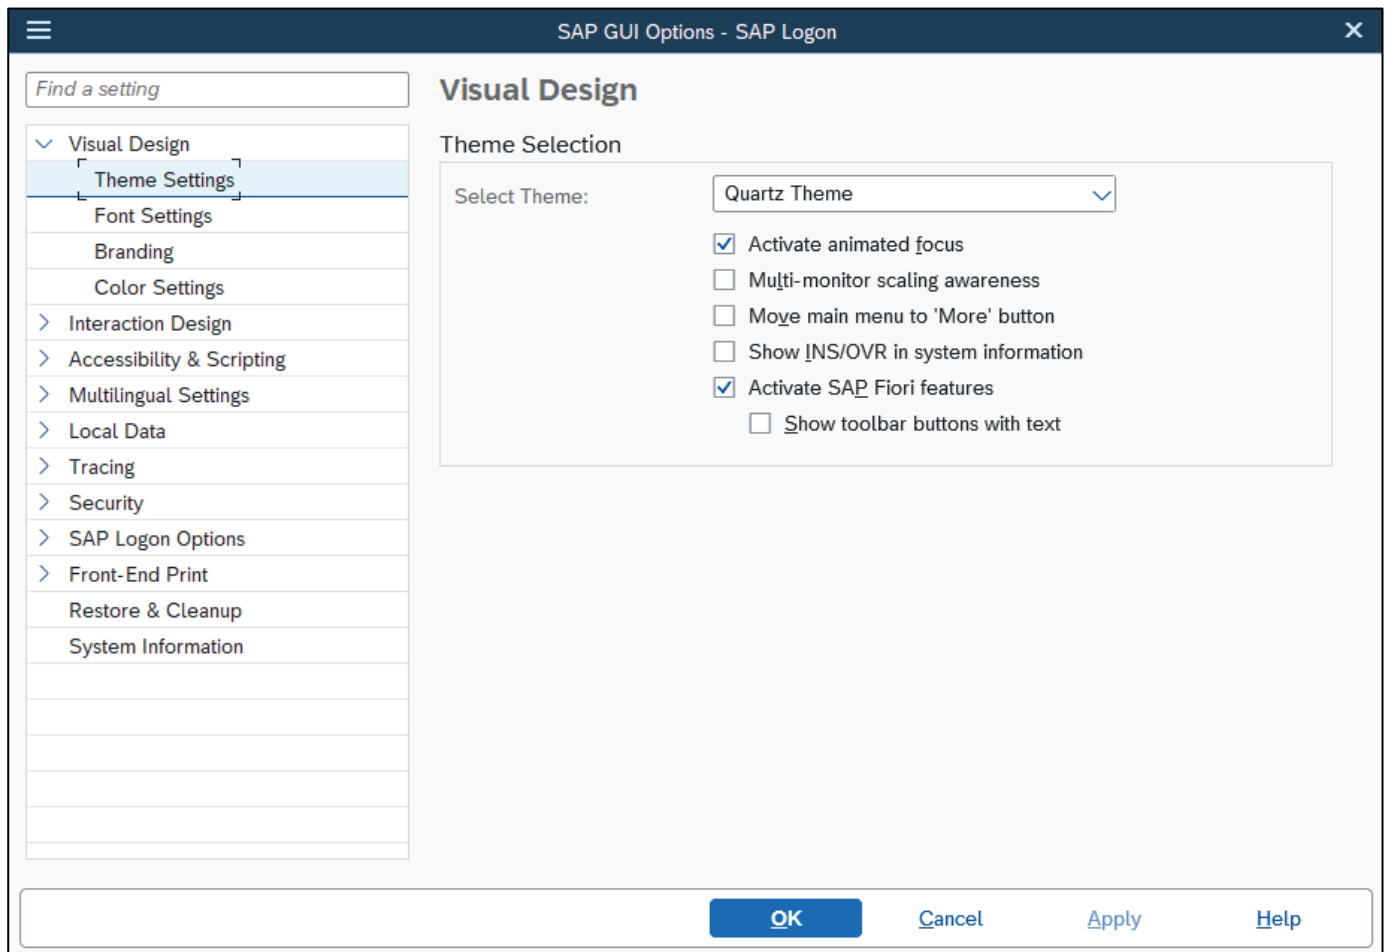 SAP GUI Options - SAP Logon
Find a setting
Visual Design
Theme Settings
Font Settings
Branding
Color Settings
Interaction Design
Accessibility & Scripting
Multilingual Settings
Local Data
Tracing
Security
SAP Logon Options
Front-End Print
Restore & Cleanup
System Information
Visual Design
Theme Selection
Select Theme: Quartz Theme
Activate animated focus
Multi-monitor scaling awareness
Move main menu to 'More' button
Show INS/OVR in system information
Activate SAP Fiori features
Show toolbar buttons with text
OK Cancel Apply Help